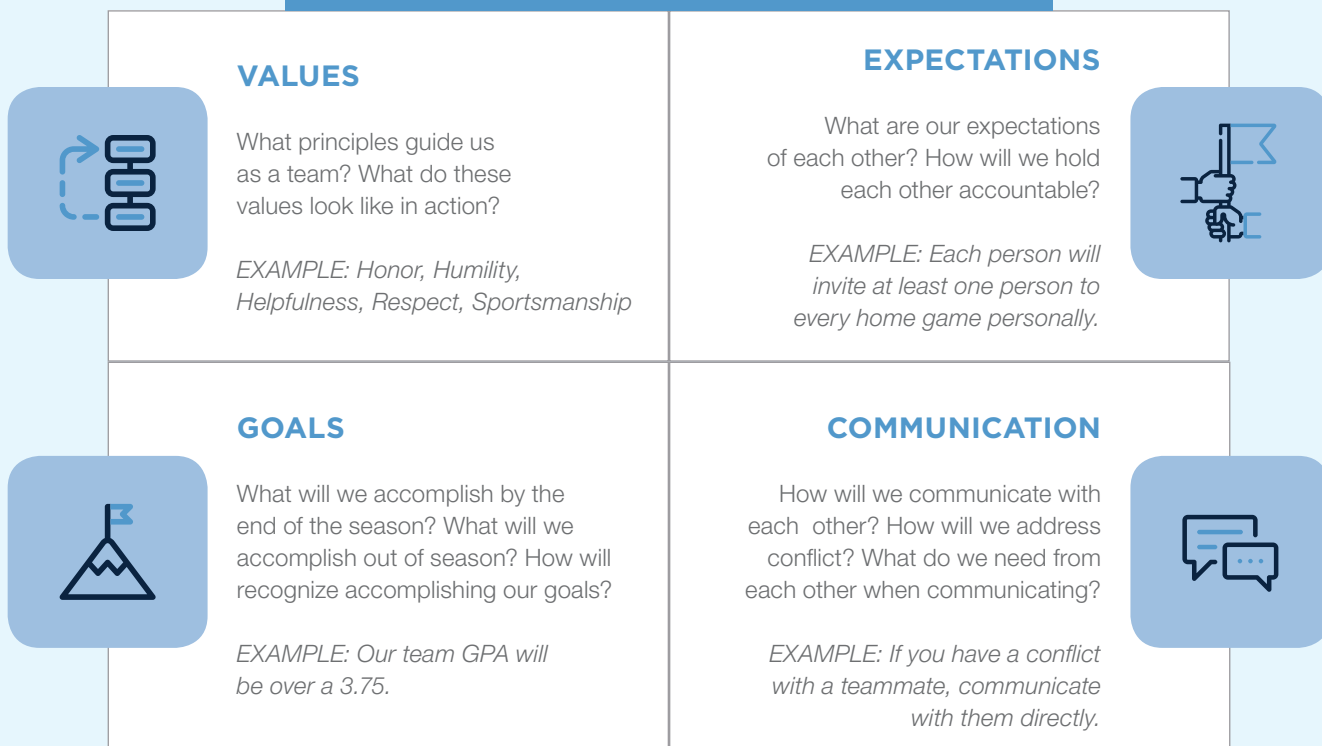 VALUES
What principles guide us
as a team? What do these
values look like in action?
EXAMPLE: Honor, Humility,
Helpfulness, Respect, Sportsmanship
EXPECTATIONS
What are our expectations
of each other? How will we hold
each other accountable?
EXAMPLE: Each person will
invite at least one person to
every home game personally.
GOALS
What will we accomplish by the
end of the season? What will we
accomplish out of season? How will
recognize accomplishing our goals?
EXAMPLE: Our team GPA will
be over a 3.75.
COMMUNICATION
How will we communicate with
each  other? How will we address
conflict? What do we need from
each other when communicating?
EXAMPLE: If you have a conflict
with a teammate, communicate
with them directly.